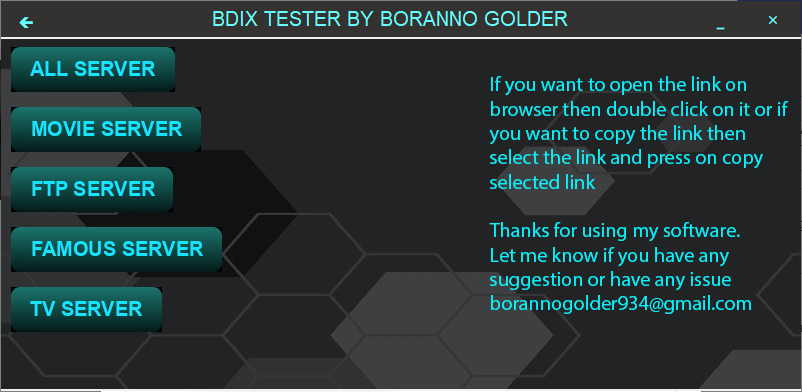 BDIX TESTER BY BORANNO GOLDER
ALL SERVER
MOVIE SERVER
FTP SERVER
FAMOUS SERVER
TV SERVER
If you want to open the link on
browser then double click on it or if
you want to copy the link then
select the link and press on copy
selected link
Thanks for using my software.
Let me know if you have any
suggestion or have any issue
borannogolder934@gmail.com